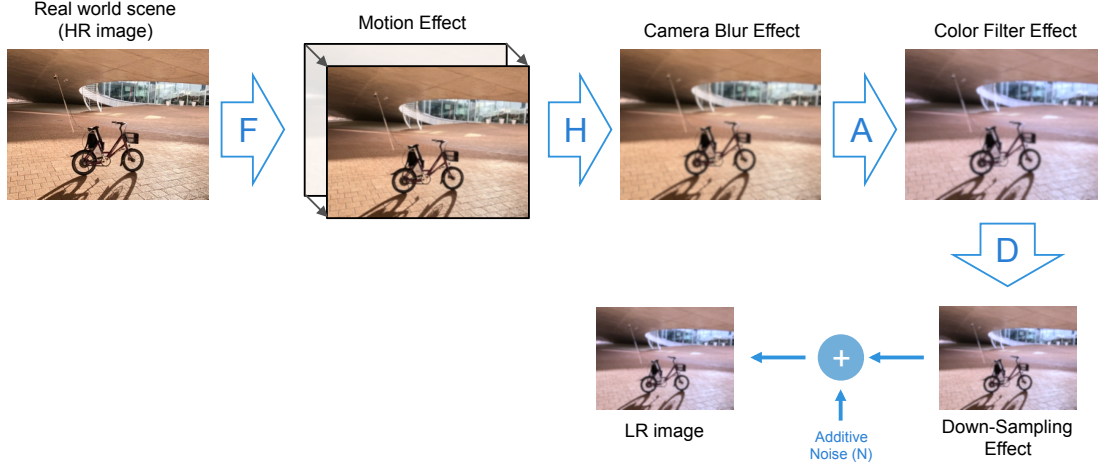 Real world scene
(HR image)
Motion Effect
Camera Blur Effect
Color Filter Effect
F
H
A
D
+
LR image
Additive
Noise (N)
Down-Sampling
Effect